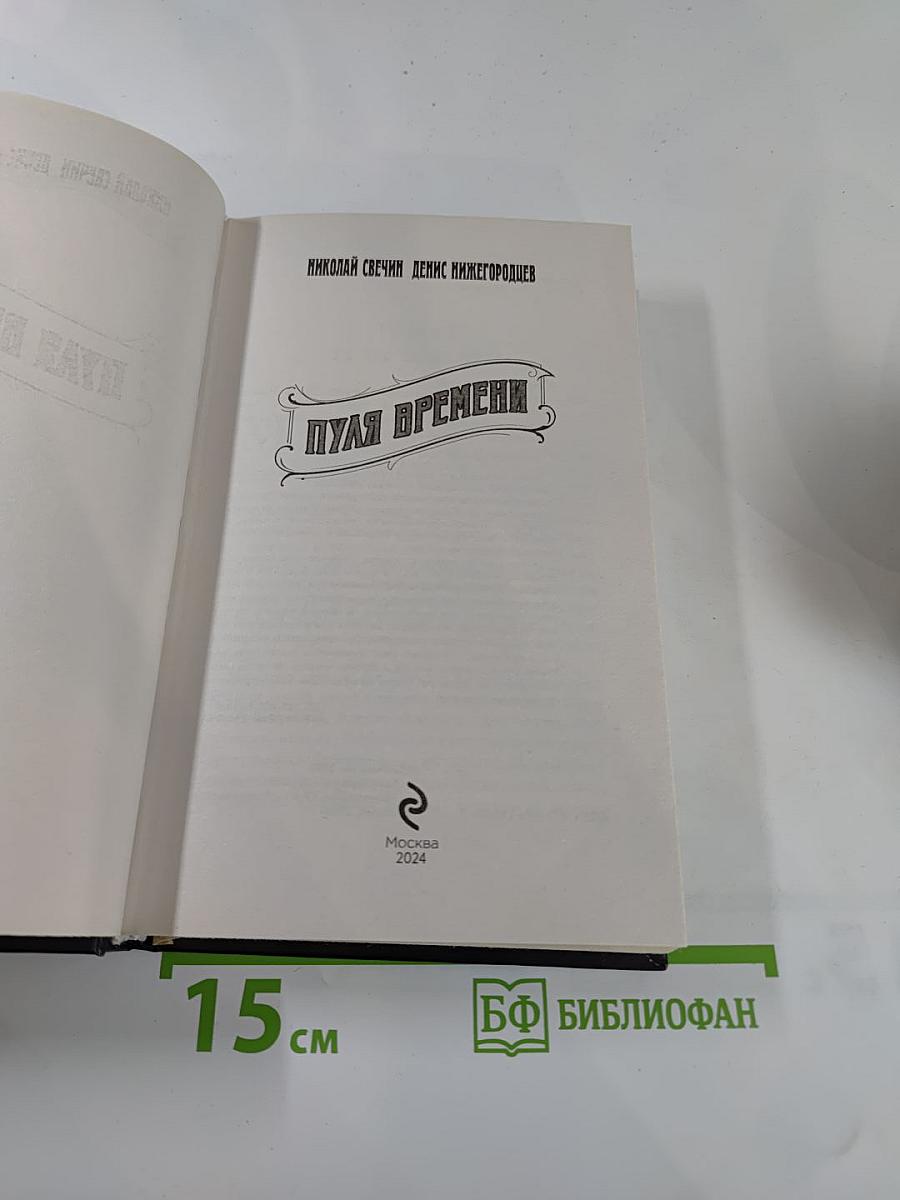 НИКОЛАЙ СВЕЧИН ДЕНИС НИЖЕГОРОДЦЕВ
ПУЛЯ ВРЕМЕНИ
Москва
2024
15 см
БФ БИБЛИОФАН